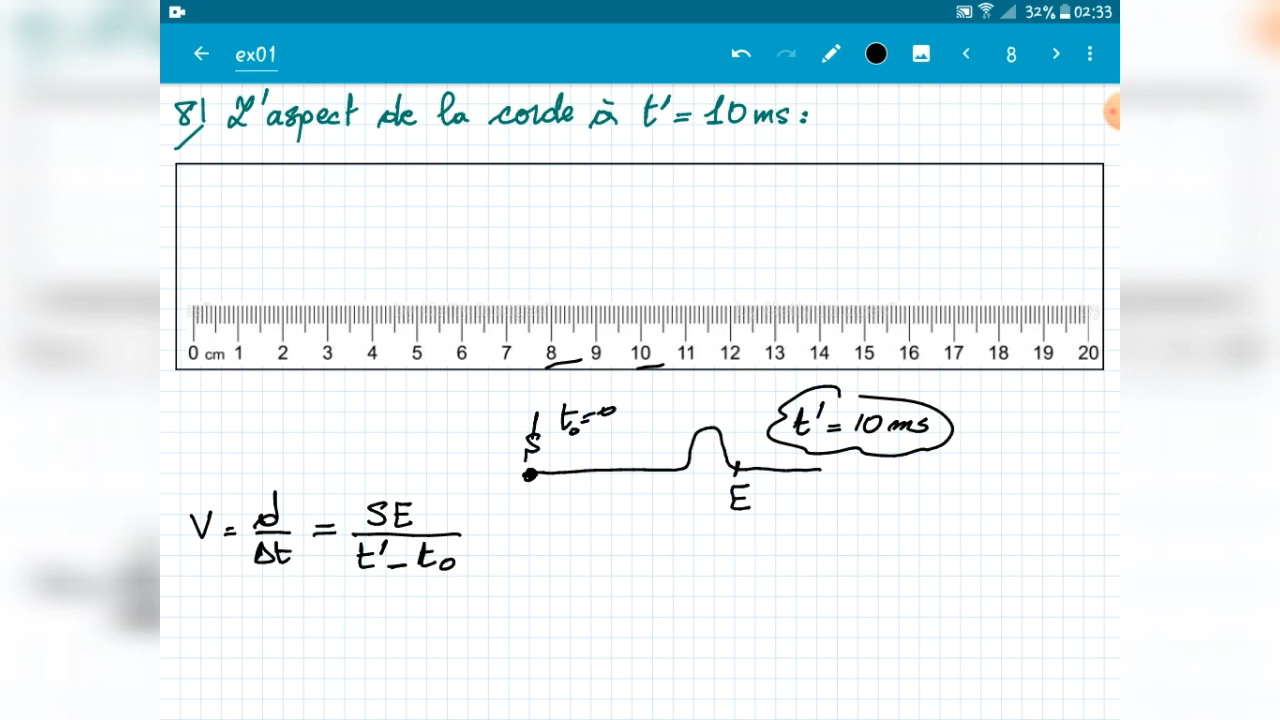 32% 02:33
ex01 8
8/ L'aspect de la corde à t' = 10 ms :
0 cm 1 2 3 4 5 6 7 8 9 10 11 12 13 14 15 16 17 18 19 20
t₀=0
t' = 10 ms
S
E
V = d/Δt = SE/(t' - t₀)